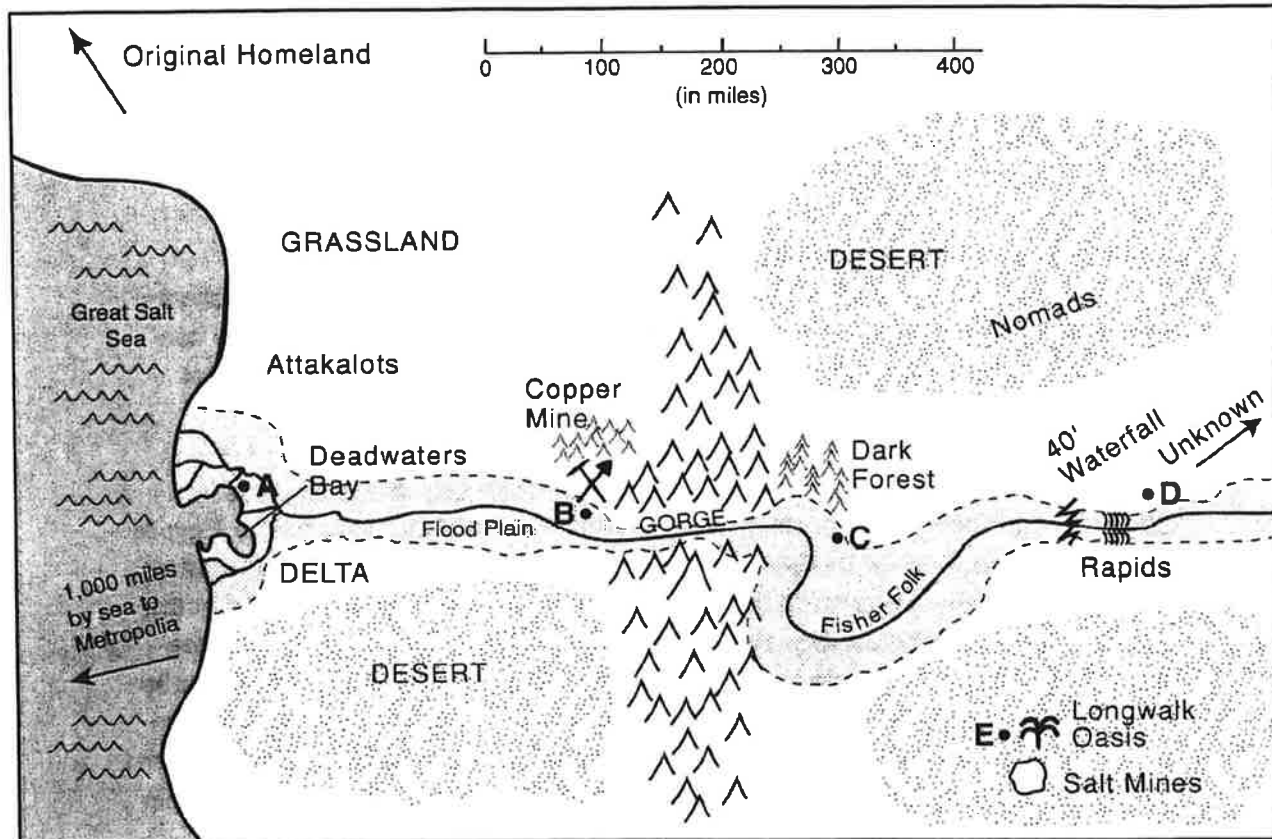 Original Homeland
0 100 200 300 400
(in miles)
GRASSLAND
DESERT
Nomads
Great Salt
Sea
Attakalots
Copper
Mine
40'
Waterfall
Unknown
Dark
Forest
Deadwaters
Bay
A
B
C
D
GORGE
Flood Plain
DELTA
Rapids
Fisher Folk
1,000 miles
by sea to
Metropolia
DESERT
E
Longwalk
Oasis
Salt Mines